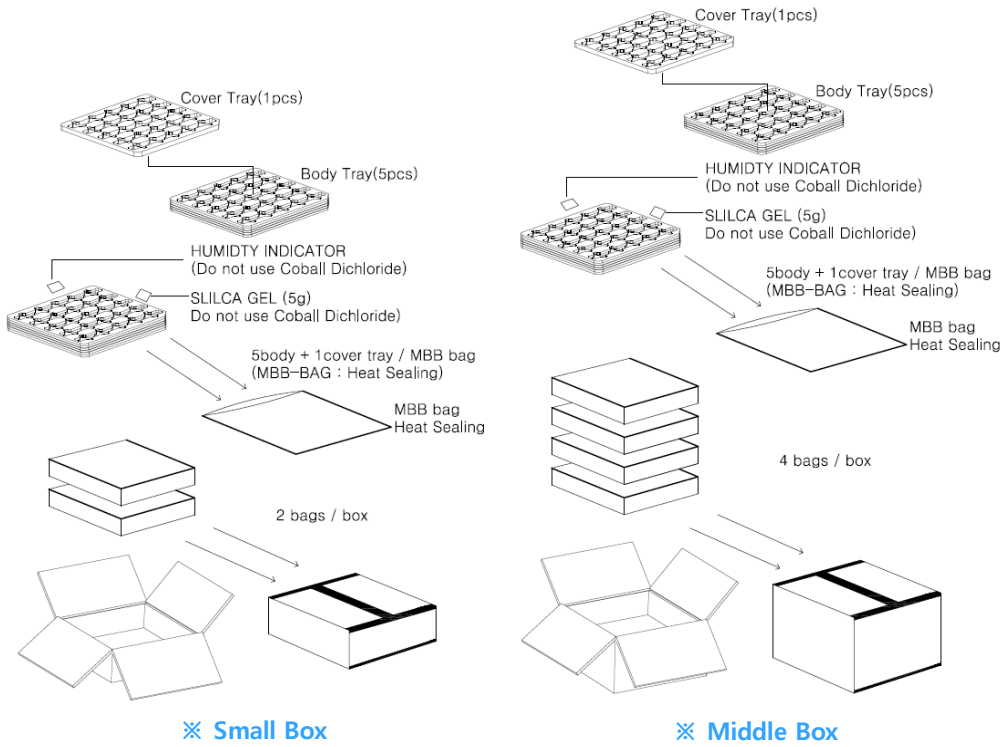 Cover Tray(1pcs)
Body Tray(5pcs)
HUMIDTY INDICATOR
(Do not use Coball Dichloride)
SLILCA GEL (5g)
Do not use Coball Dichloride)
5body + 1cover tray / MBB bag
(MBB-BAG : Heat Sealing)
MBB bag
Heat Sealing
2 bags / box
※ Small Box
Cover Tray(1pcs)
Body Tray(5pcs)
HUMIDTY INDICATOR
(Do not use Coball Dichloride)
SLILCA GEL (5g)
Do not use Coball Dichloride)
5body + 1cover tray / MBB bag
(MBB-BAG : Heat Sealing)
MBB bag
Heat Sealing
4 bags / box
※ Middle Box